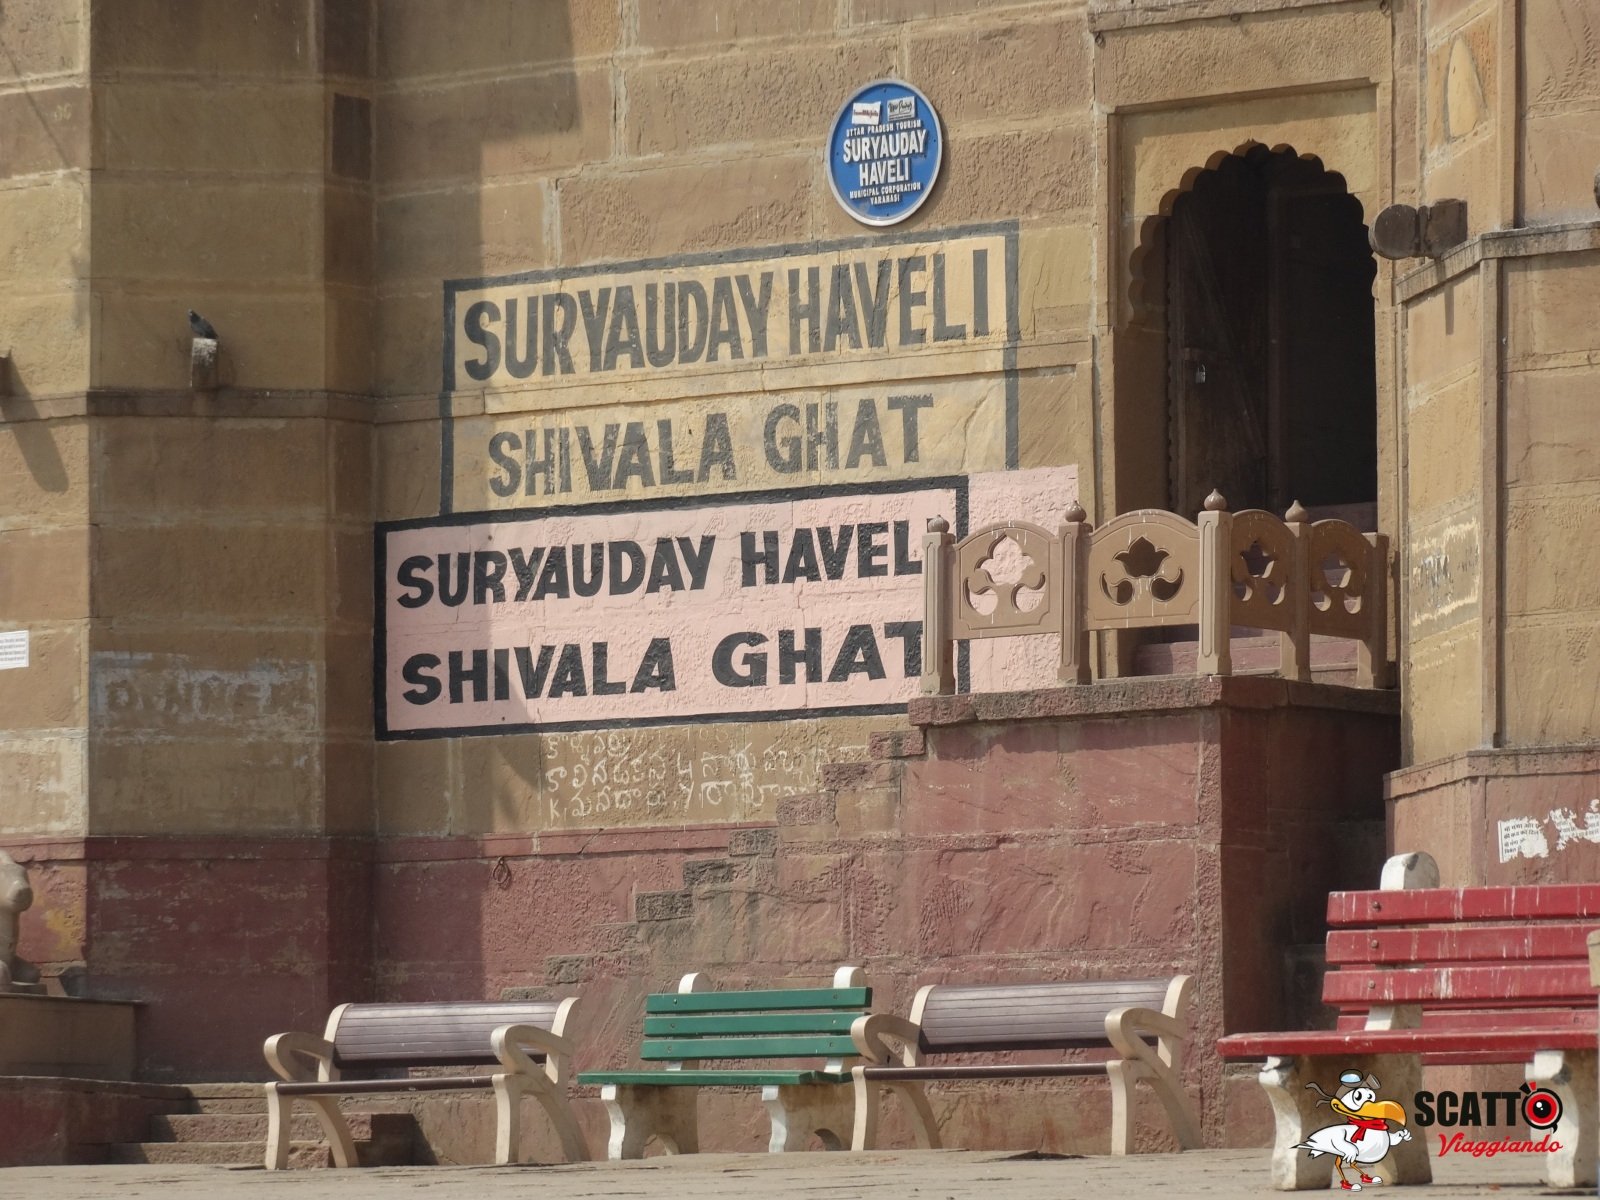 UTTAR PRADESH TOURISM
SURYAUDAY
HAVELI
MUNICIPAL CORPORATION
VARANASI
SURYAUDAY HAVELI
SHIVALA GHAT
SURYAUDAY HAVELI
SHIVALA GHAT
SCATTO
Viaggiando